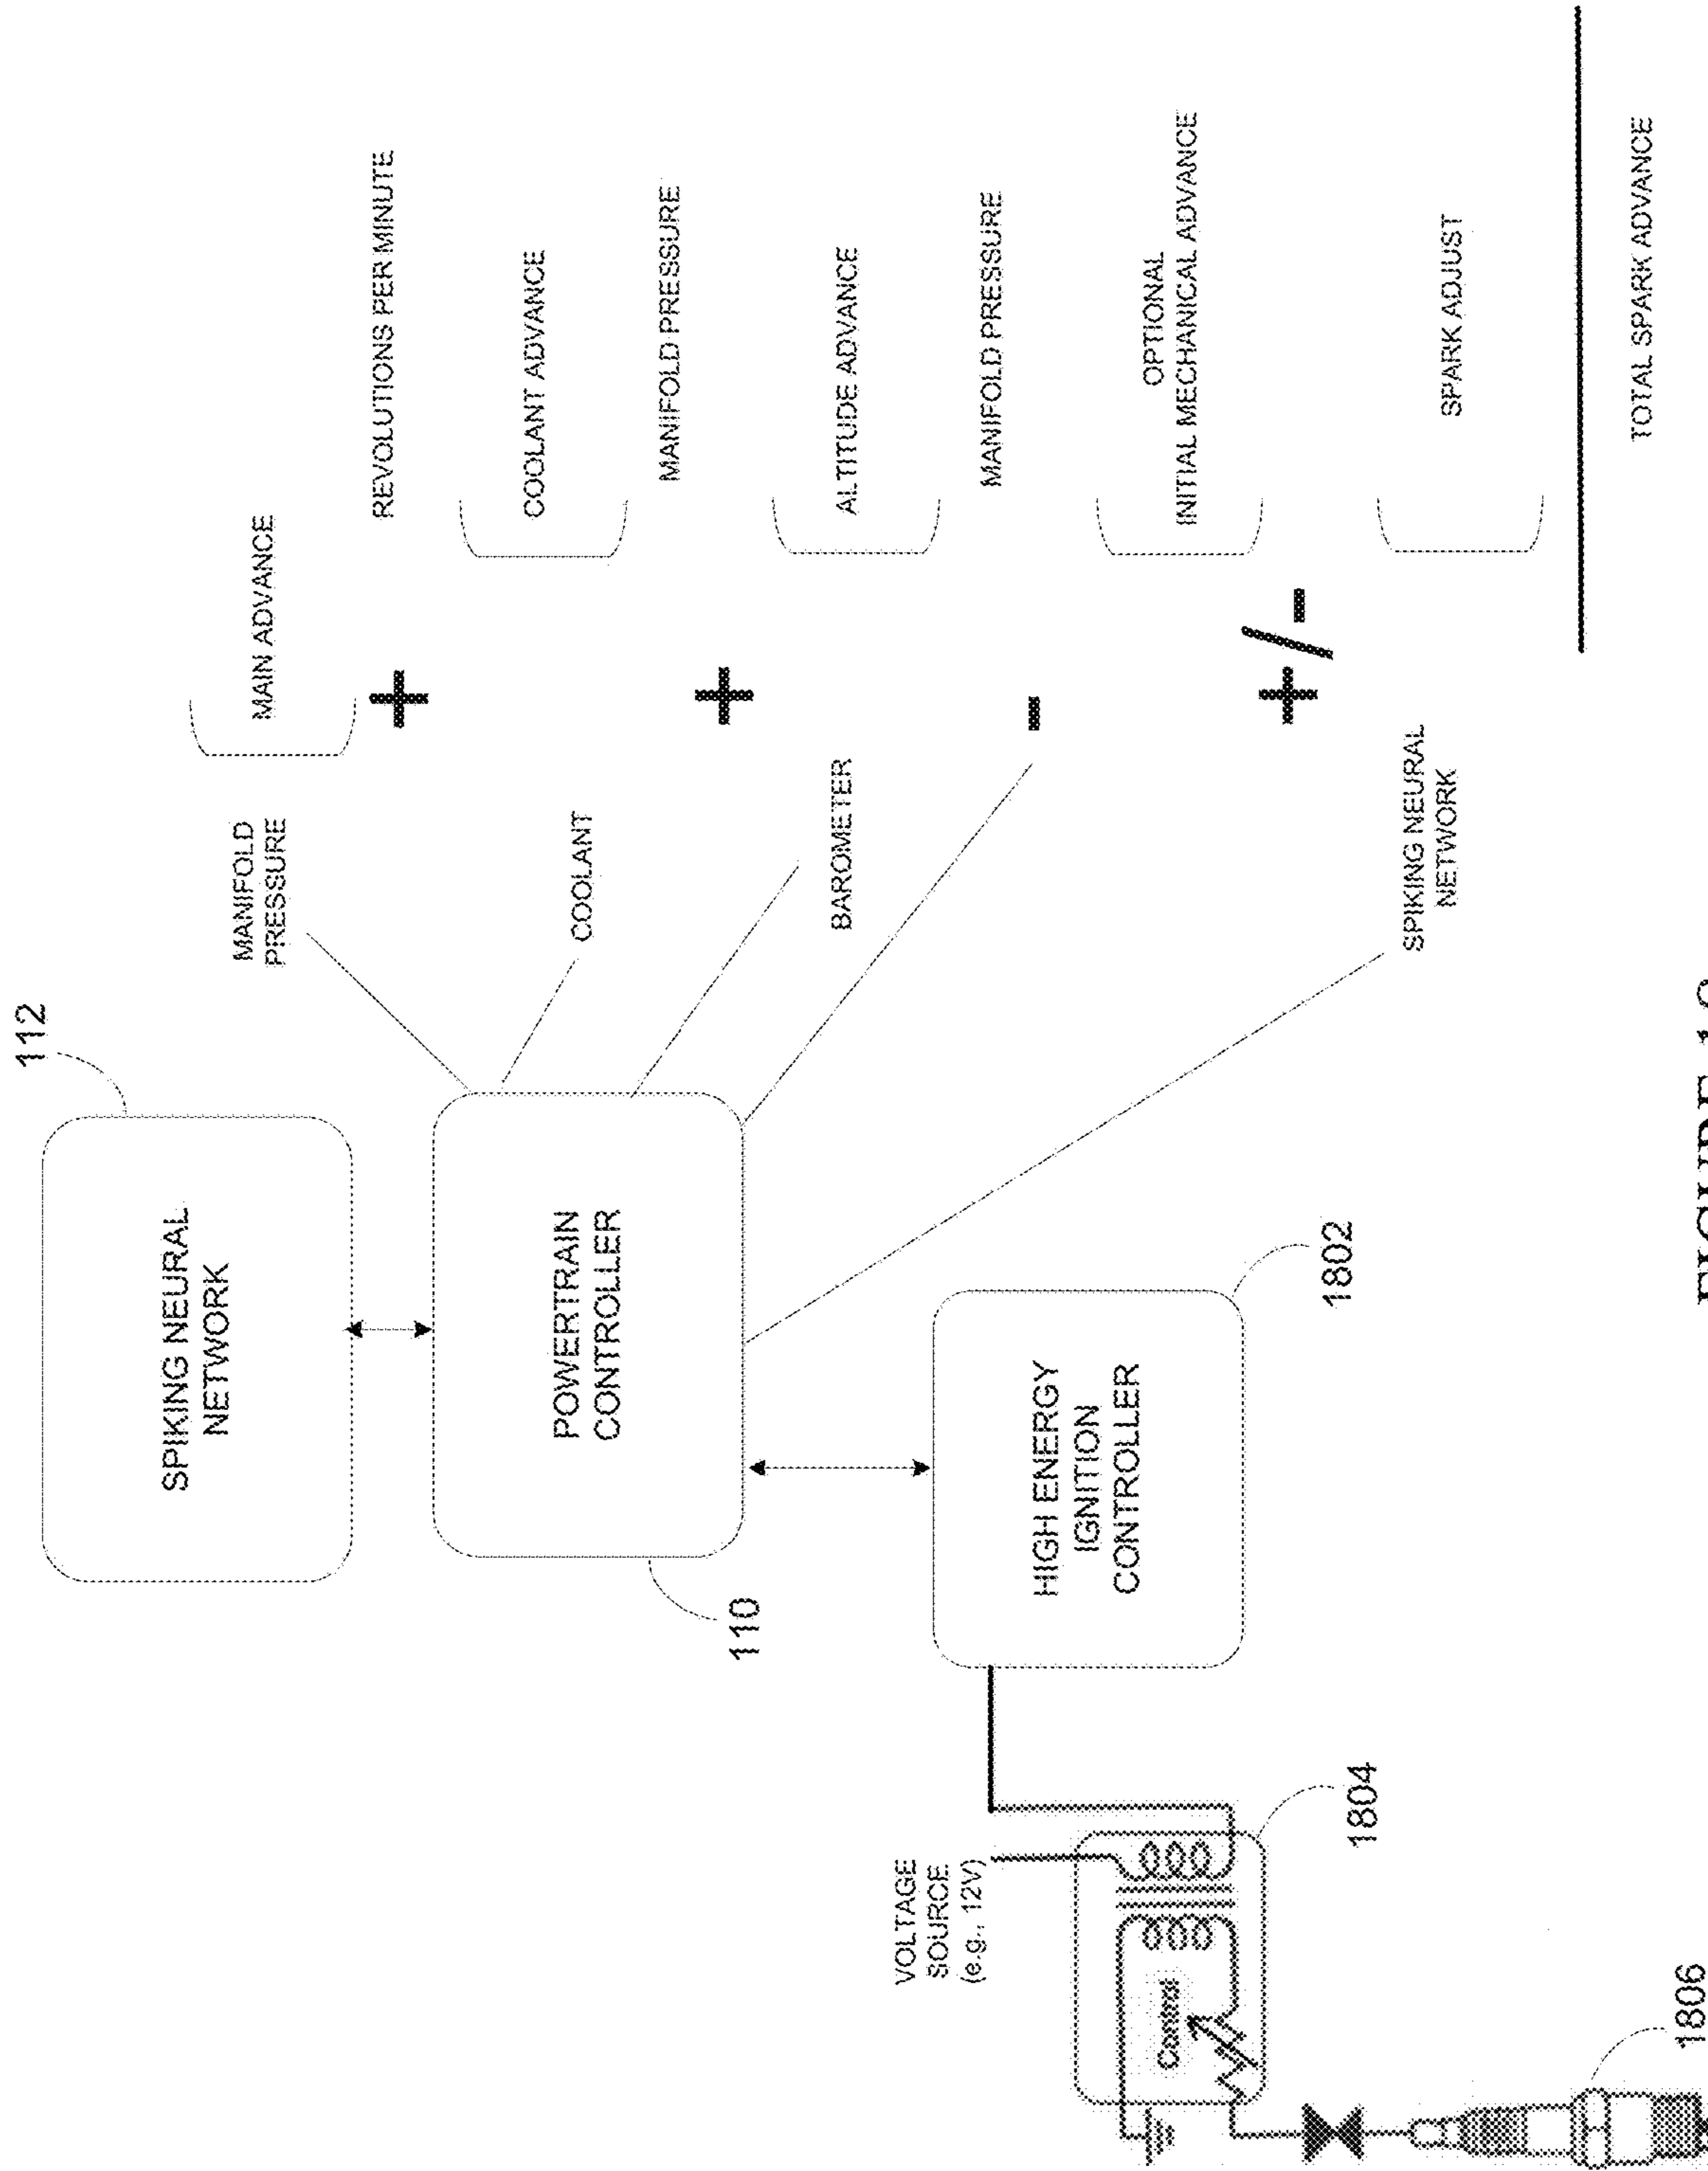 112
SPIKING NEURAL
NETWORK
MANIFOLD
PRESSURE
MAIN ADVANCE
+
REVOLUTIONS PER MINUTE
POWERTRAIN
CONTROLLER
110
COOLANT
COOLANT ADVANCE
+
MANIFOLD PRESSURE
BAROMETER
ALTITUDE ADVANCE
-
MANIFOLD PRESSURE
VOLTAGE
SOURCE
(e.g., 12V)
HIGH ENERGY
IGNITION
CONTROLLER
1802
OPTIONAL
INITIAL MECHANICAL ADVANCE
+/-
Control
1804
SPIKING NEURAL
NETWORK
SPARK ADJUST
TOTAL SPARK ADVANCE
1806
FIGURE